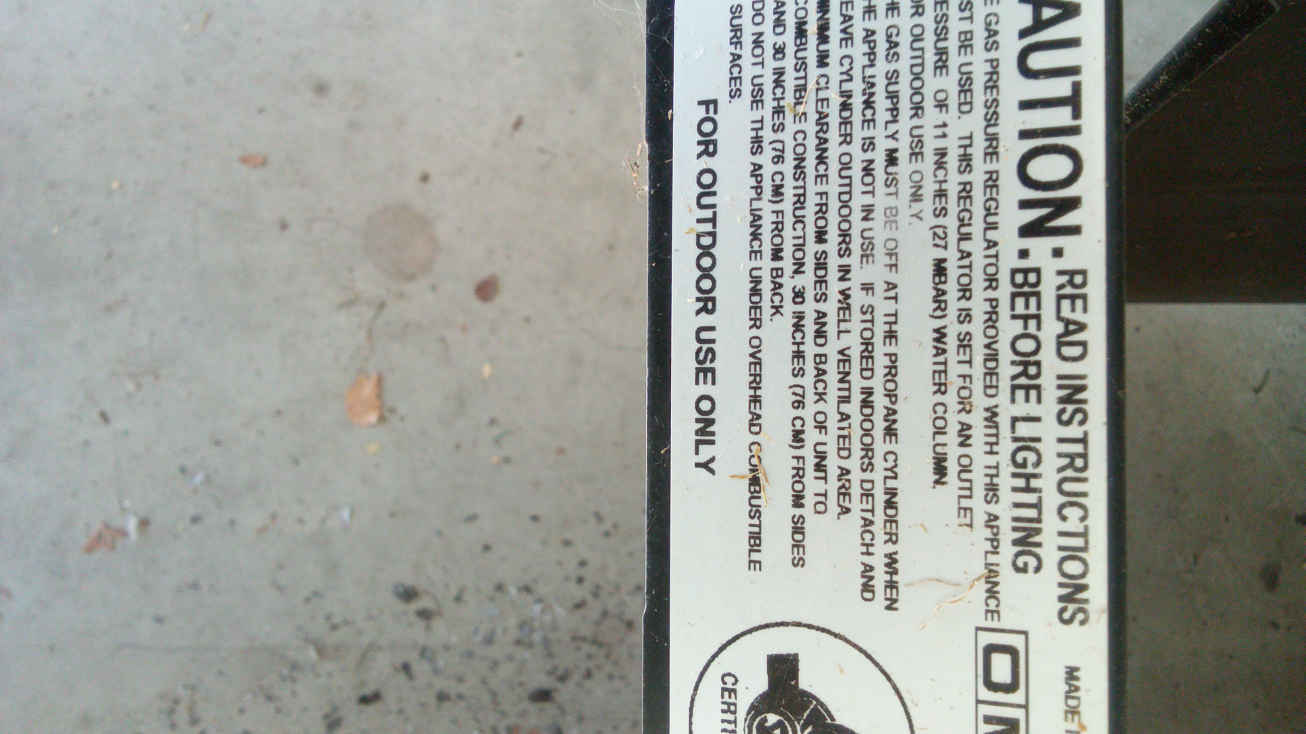 AUTION
▪ READ INSTRUCTIONS
▪ BEFORE LIGHTING
E GAS PRESSURE REGULATOR PROVIDED WITH THIS APPLIANCE
ST BE USED. THIS REGULATOR IS SET FOR AN OUTLET
ESSURE OF 11 INCHES (27 MBAR) WATER COLUMN.
OR OUTDOOR USE ONLY.
HE GAS SUPPLY MUST BE OFF AT THE PROPANE CYLINDER WHEN
HE APPLIANCE IS NOT IN USE. IF STORED INDOORS DETACH AND
EAVE CYLINDER OUTDOORS IN WELL VENTILATED AREA.
MINIMUM CLEARANCE FROM SIDES AND BACK OF UNIT TO
COMBUSTIBLE CONSTRUCTION, 30 INCHES (76 CM) FROM SIDES
AND 30 INCHES (76 CM) FROM BACK.
DO NOT USE THIS APPLIANCE UNDER OVERHEAD COMBUSTIBLE
SURFACES.
FOR OUTDOOR USE ONLY
MADE
CERTI